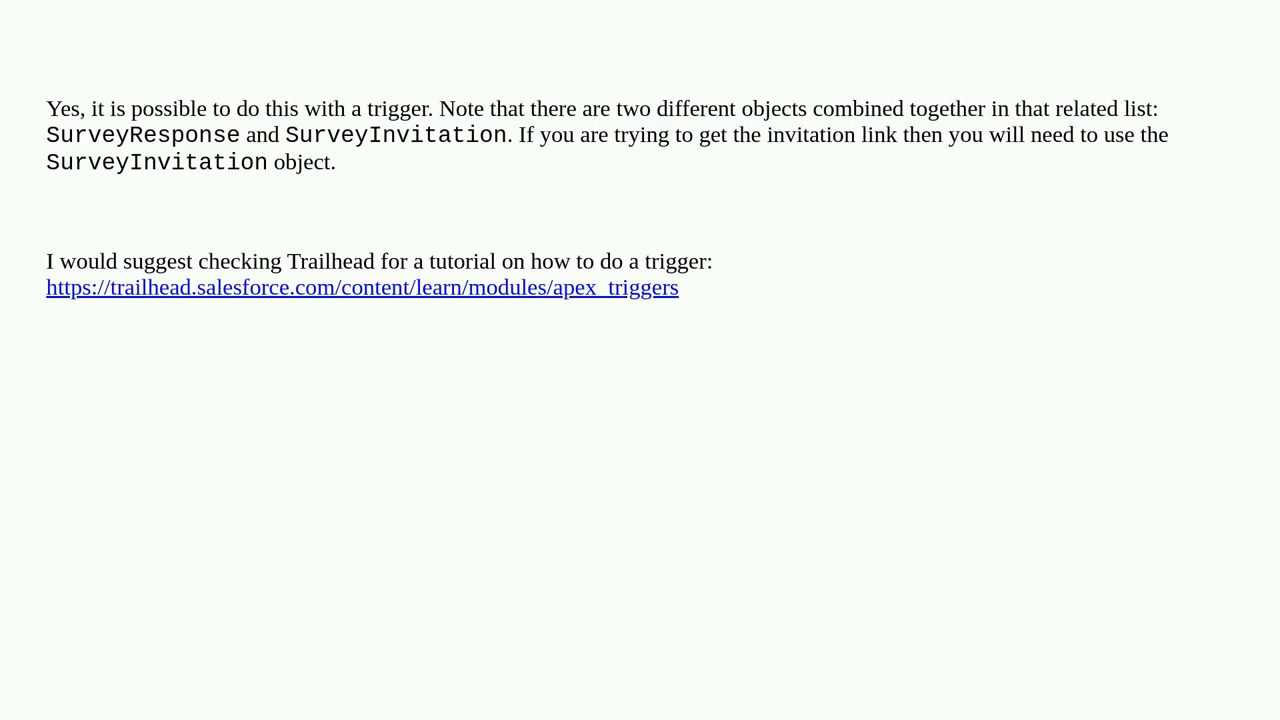 Yes, it is possible to do this with a trigger. Note that there are two different objects combined together in that related list:
SurveyResponse and SurveyInvitation. If you are trying to get the invitation link then you will need to use the
SurveyInvitation object.
I would suggest checking Trailhead for a tutorial on how to do a trigger:
https://trailhead.salesforce.com/content/learn/modules/apex_triggers